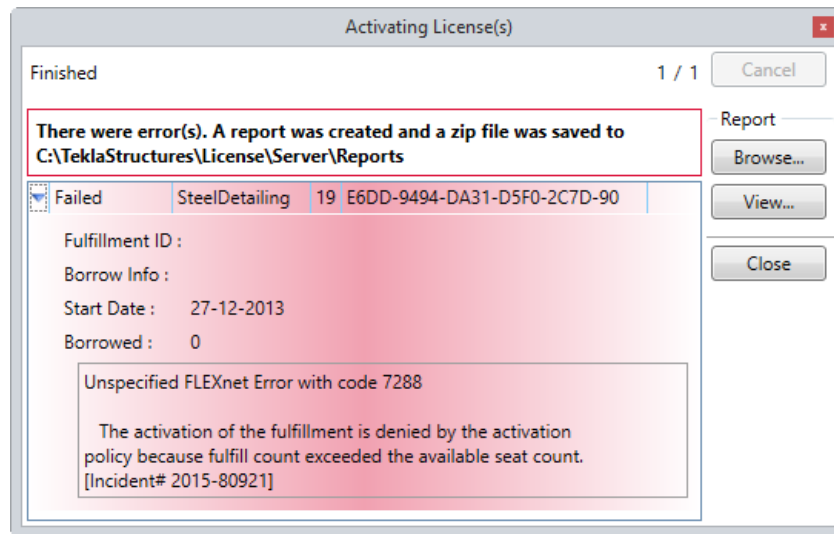 Activating License(s)
x
Finished 1 / 1 Cancel
There were error(s). A report was created and a zip file was saved to
C:\TeklaStructures\License\Server\Reports
Report
Browse...
Failed SteelDetailing 19 E6DD-9494-DA31-D5F0-2C7D-90
View...
Fulfillment ID :
Borrow Info :
Close
Start Date : 27-12-2013
Borrowed : 0
Unspecified FLEXnet Error with code 7288
The activation of the fulfillment is denied by the activation
policy because fulfill count exceeded the available seat count.
[Incident# 2015-80921]